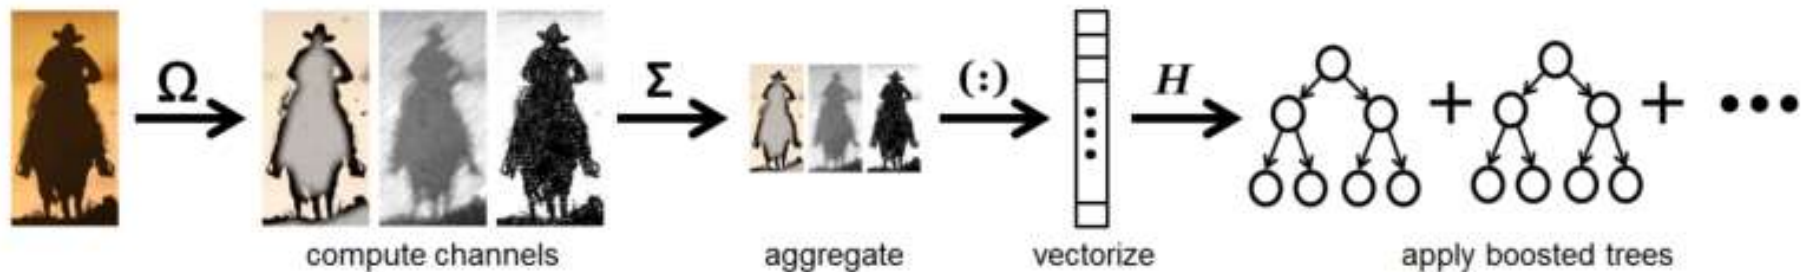 Ω Σ (:) H + + •••
compute channels aggregate vectorize apply boosted trees